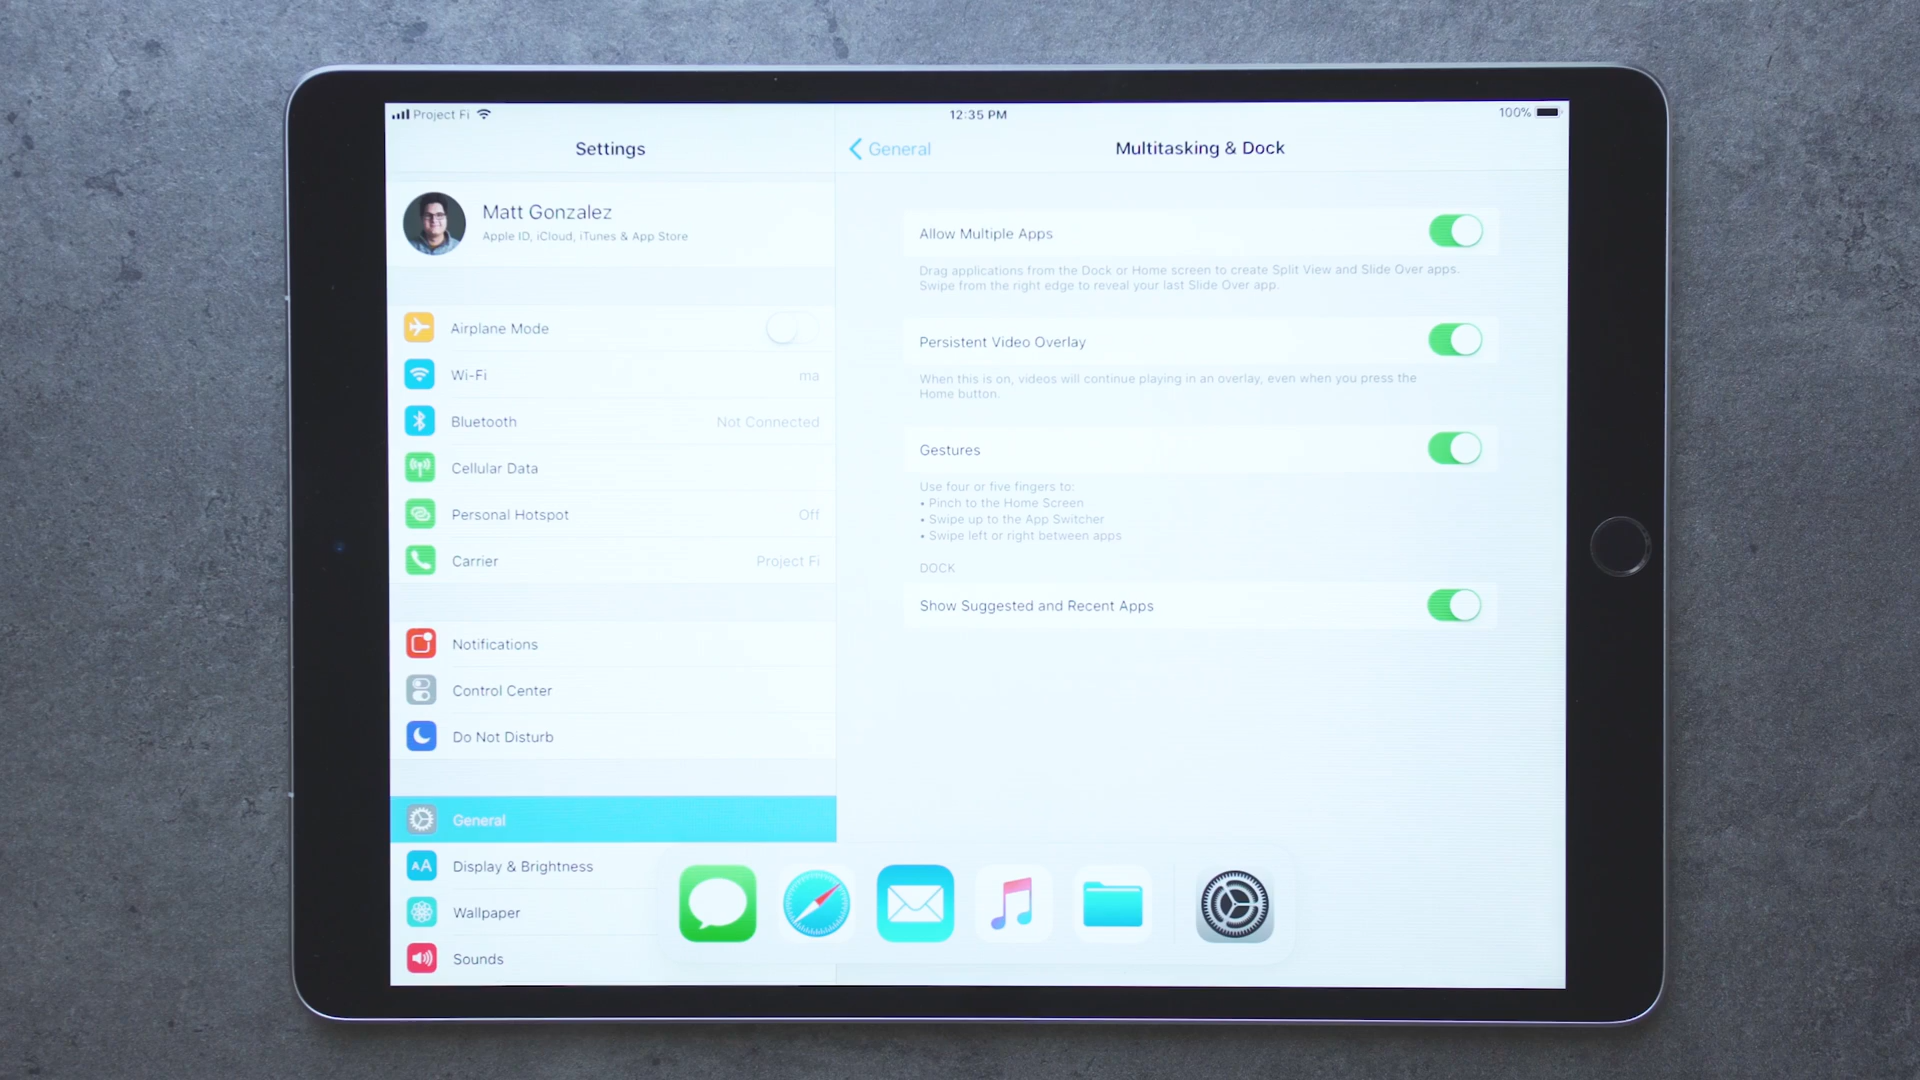 Project Fi
12:35 PM
100%
Settings
General
Multitasking & Dock
Matt Gonzalez
Apple ID, iCloud, iTunes & App Store
Airplane Mode
Wi-Fi
ma
Bluetooth
Not Connected
Cellular Data
Personal Hotspot
Off
Carrier
Project Fi
Notifications
Control Center
Do Not Disturb
General
Display & Brightness
AA
Wallpaper
Sounds
Allow Multiple Apps
Drag applications from the Dock or Home screen to create Split View and Slide Over apps.
Swipe from the right edge to reveal your last Slide Over app.
Persistent Video Overlay
When this is on, videos will continue playing in an overlay, even when you press the
Home button.
Gestures
Use four or five fingers to:
• Pinch to the Home Screen
• Swipe up to the App Switcher
• Swipe left or right between apps
DOCK
Show Suggested and Recent Apps